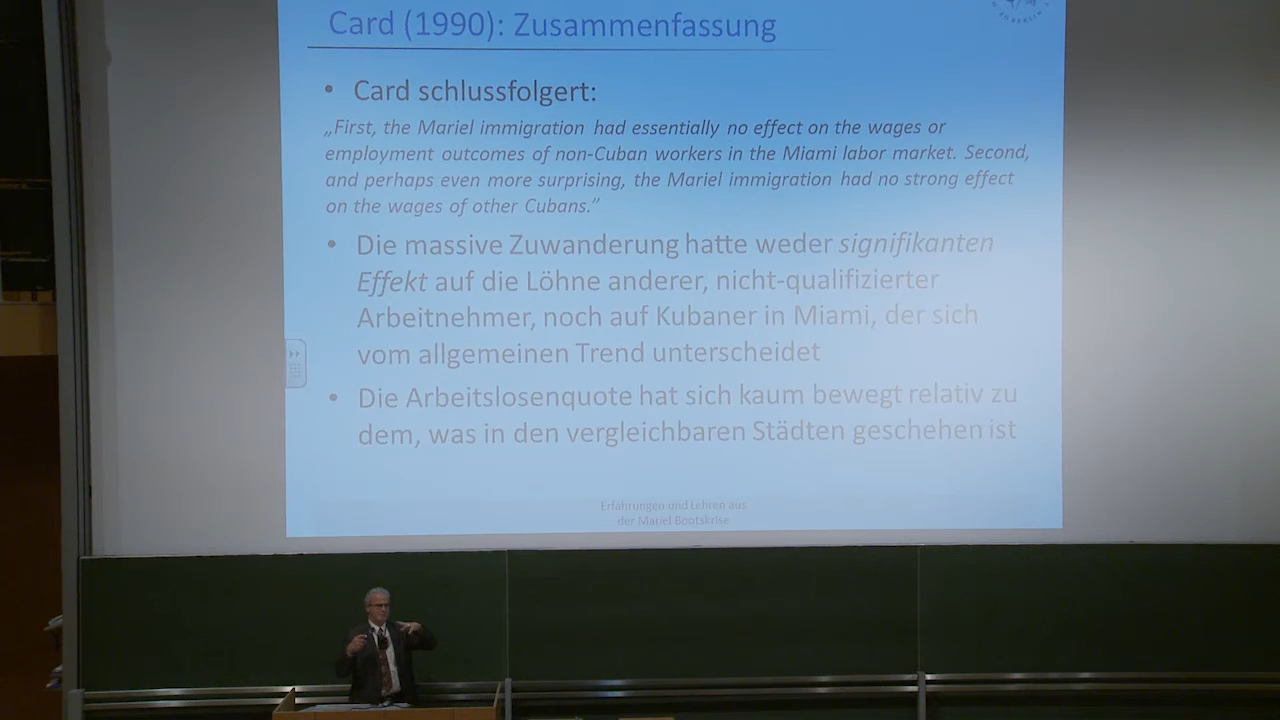 Card (1990): Zusammenfassung
• Card schlussfolgert:
„First, the Mariel immigration had essentially no effect on the wages or
employment outcomes of non-Cuban workers in the Miami labor market. Second,
and perhaps even more surprising, the Mariel immigration had no strong effect
on the wages of other Cubans.”
• Die massive Zuwanderung hatte weder signifikanten
Effekt auf die Löhne anderer, nicht-qualifizierter
Arbeitnehmer, noch auf Kubaner in Miami, der sich
vom allgemeinen Trend unterscheidet
• Die Arbeitslosenquote hat sich kaum bewegt relativ zu
dem, was in den vergleichbaren Städten geschehen ist
Erfahrungen und Lehren aus
der Mariel Bootskrise